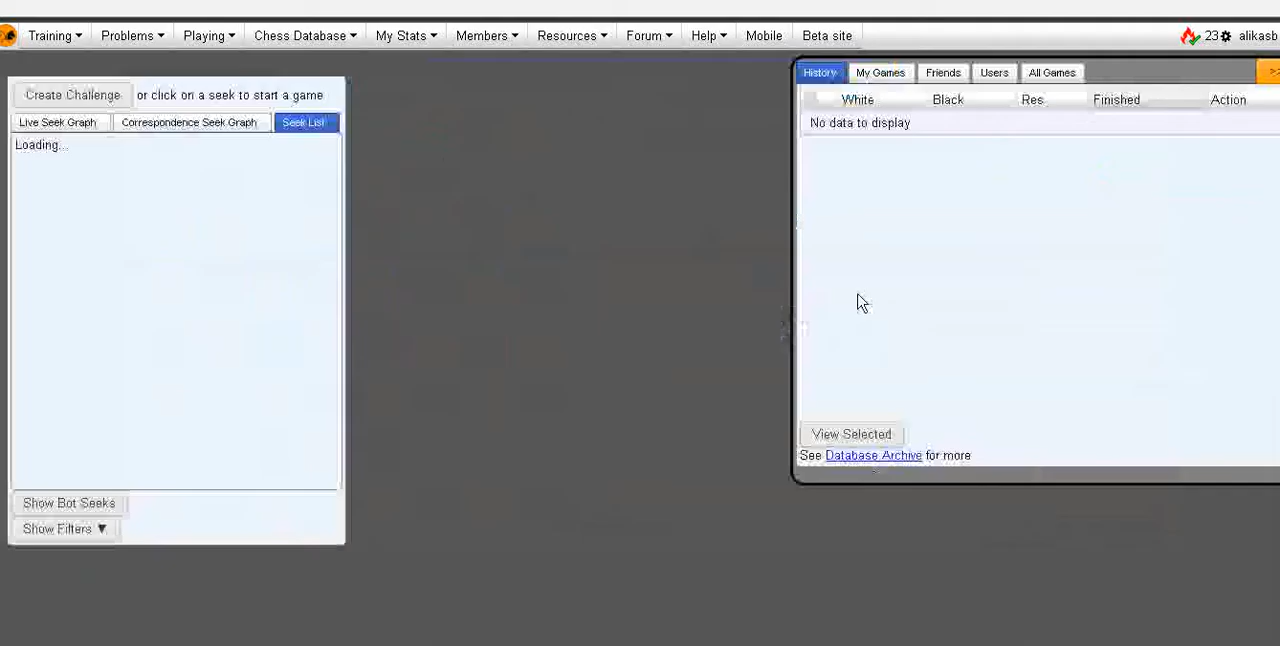 Training ▾ Problems ▾ Playing ▾ Chess Database ▾ My Stats ▾ Members ▾ Resources ▾ Forum ▾ Help ▾ Mobile Beta site 23 alikasb
Create Challenge or click on a seek to start a game
Live Seek Graph Correspondence Seek Graph Seek List
Loading...
Show Bot Seeks
Show Filters ▼
History My Games Friends Users All Games
White Black Res Finished Action
No data to display
View Selected
See Database Archive for more